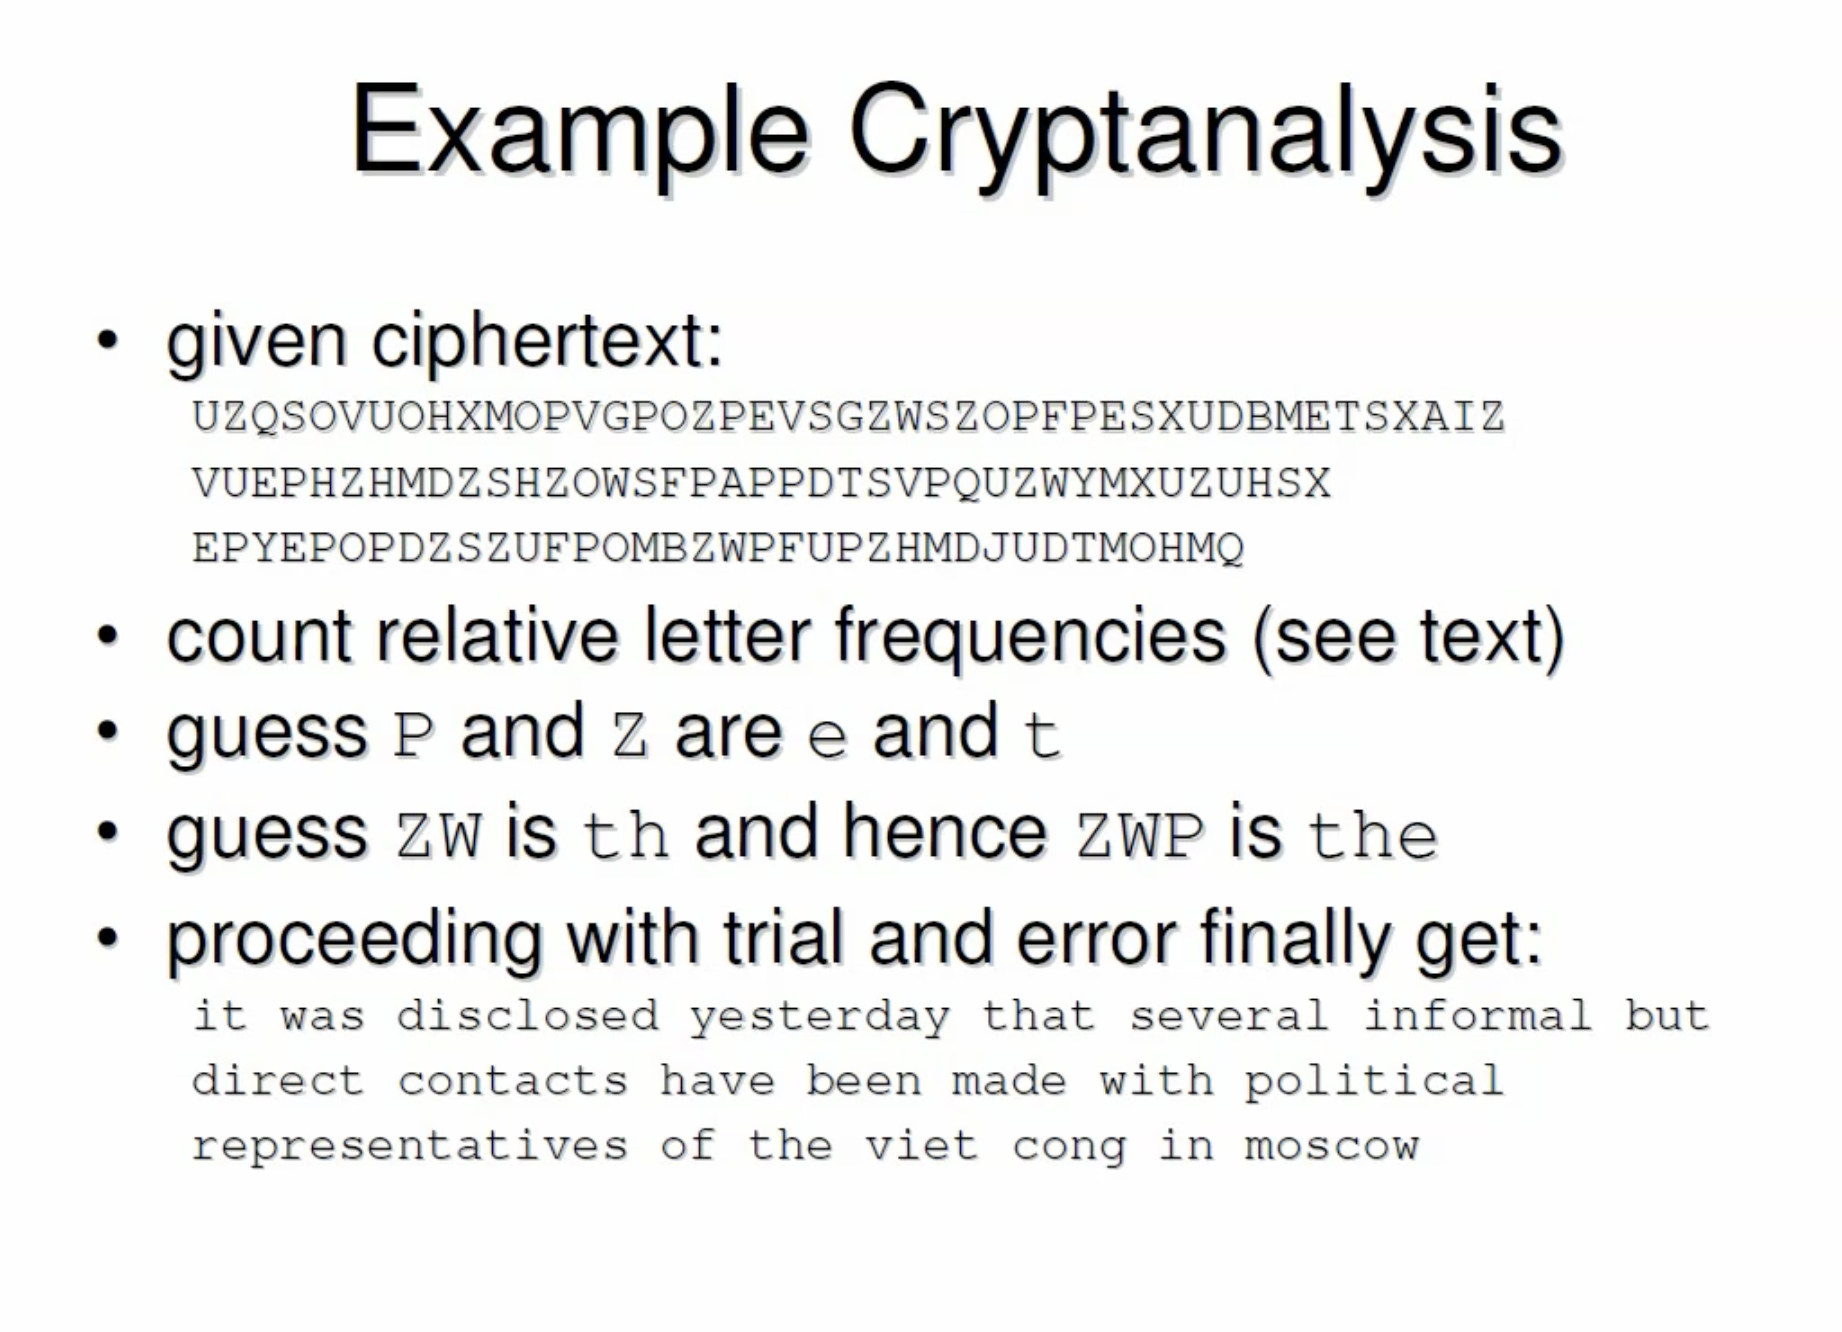 Example Cryptanalysis
• given ciphertext:
UZQSOVUOHXMOPVGPOZPEVSGZWSZOPFPESXUDBMETSXAIZ
VUEPHZHMDZSHZOWSFPAPPDTSVPQUZWYMXUZUHSX
EPYEPOPDZSZUFPOMBZWPFUPZHMDJUDTMOHMQ
• count relative letter frequencies (see text)
• guess P and Z are e and t
• guess ZW is th and hence ZWP is the
• proceeding with trial and error finally get:
it was disclosed yesterday that several informal but
direct contacts have been made with political
representatives of the viet cong in moscow